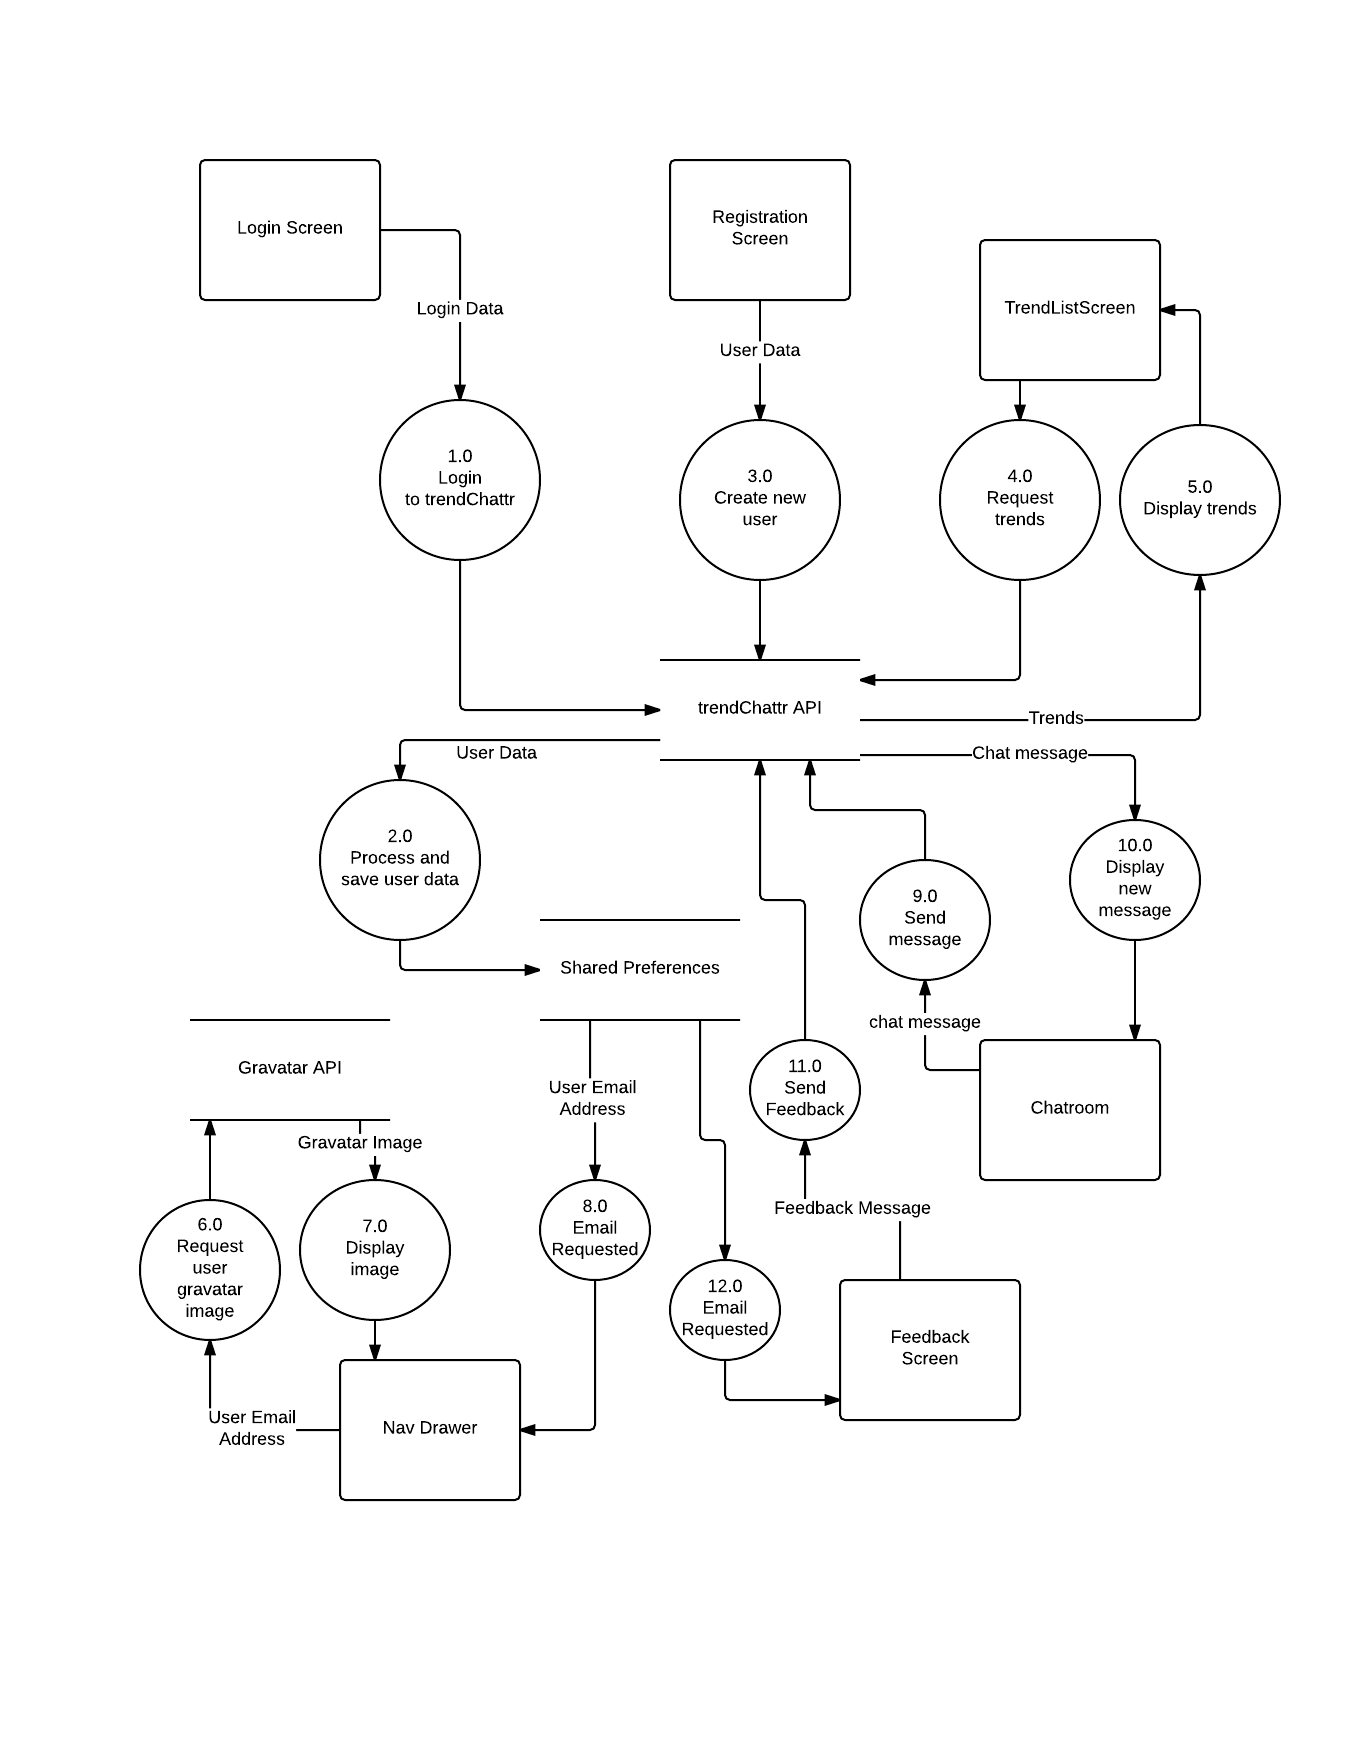 Login Screen
Registration
Screen
TrendListScreen
Login Data
User Data
1.0
Login
to trendChattr
3.0
Create new
user
4.0
Request
trends
5.0
Display trends
trendChattr API
Trends
User Data
Chat message
2.0
Process and
save user data
10.0
Display
new
message
9.0
Send
message
Shared Preferences
chat message
Gravatar API
11.0
Send
Feedback
User Email
Address
Chatroom
Gravatar Image
6.0
Request
user
gravatar
image
7.0
Display
image
8.0
Email
Requested
Feedback Message
12.0
Email
Requested
Feedback
Screen
User Email
Address
Nav Drawer